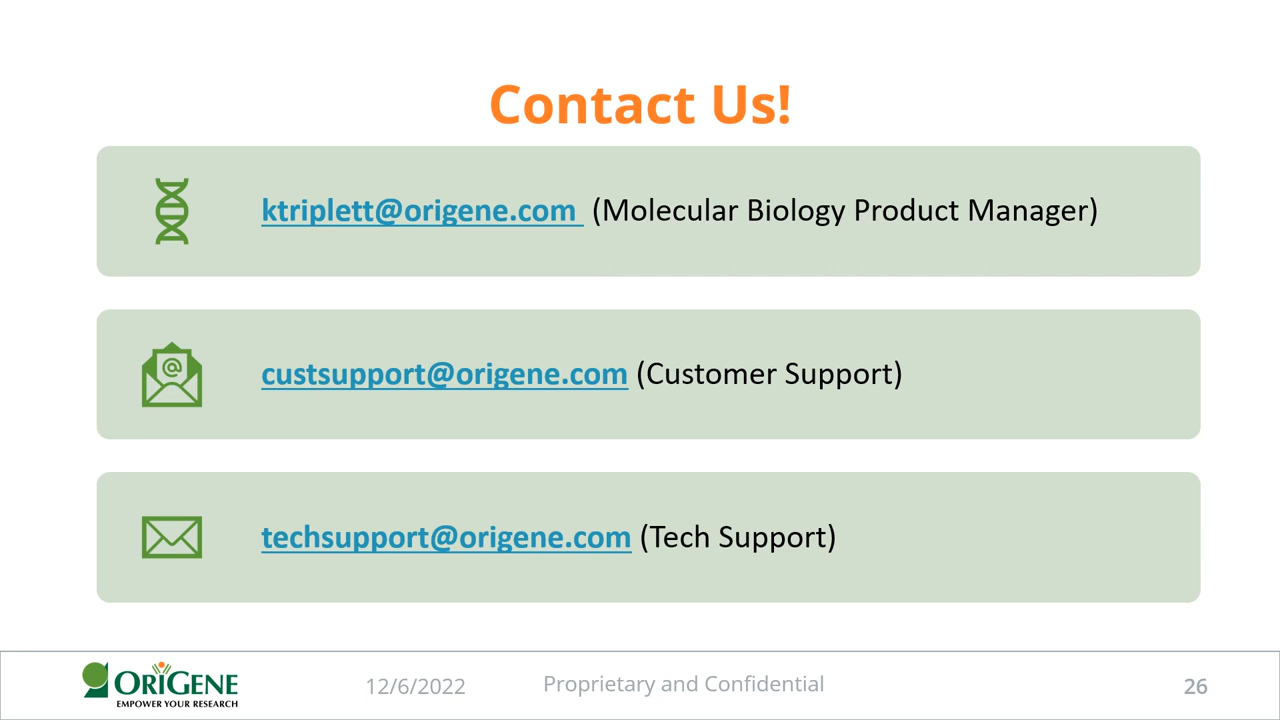 Contact Us!
ktriplett@origene.com (Molecular Biology Product Manager)
custsupport@origene.com (Customer Support)
techsupport@origene.com (Tech Support)
ORIGENE
EMPOWER YOUR RESEARCH
12/6/2022
Proprietary and Confidential
26